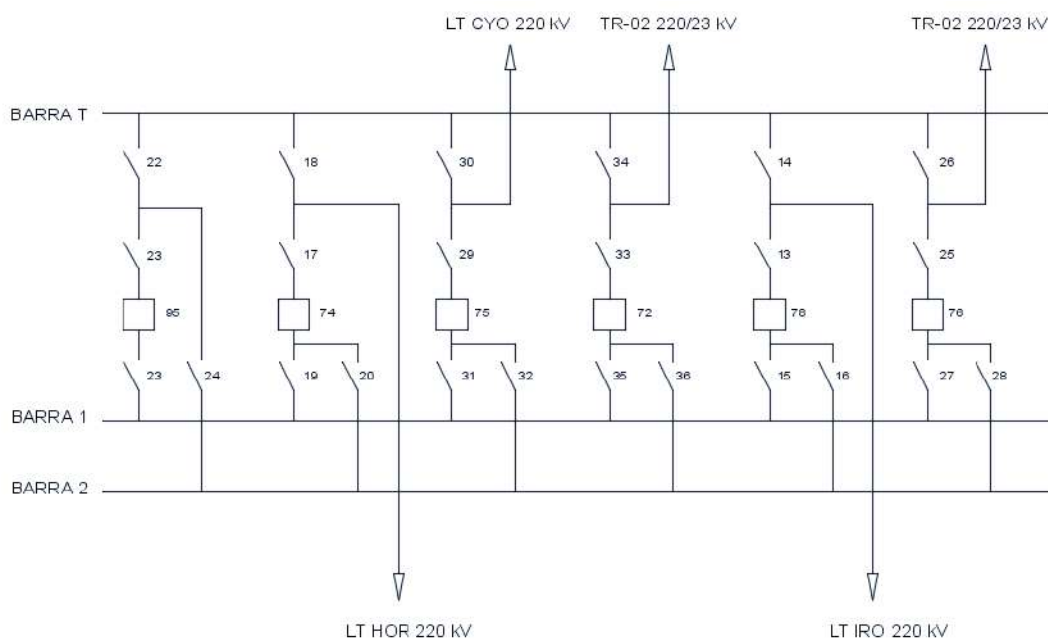 LT CYO 220 kV TR-02 220/23 kV TR-02 220/23 kV
BARRA T
22 18 30 34 14 26
23 17 29 33 13 25
95 74 75 72 78 76
23 24 19 20 31 32 35 36 15 16 27 28
BARRA 1
BARRA 2
LT HOR 220 kV LT IRO 220 kV